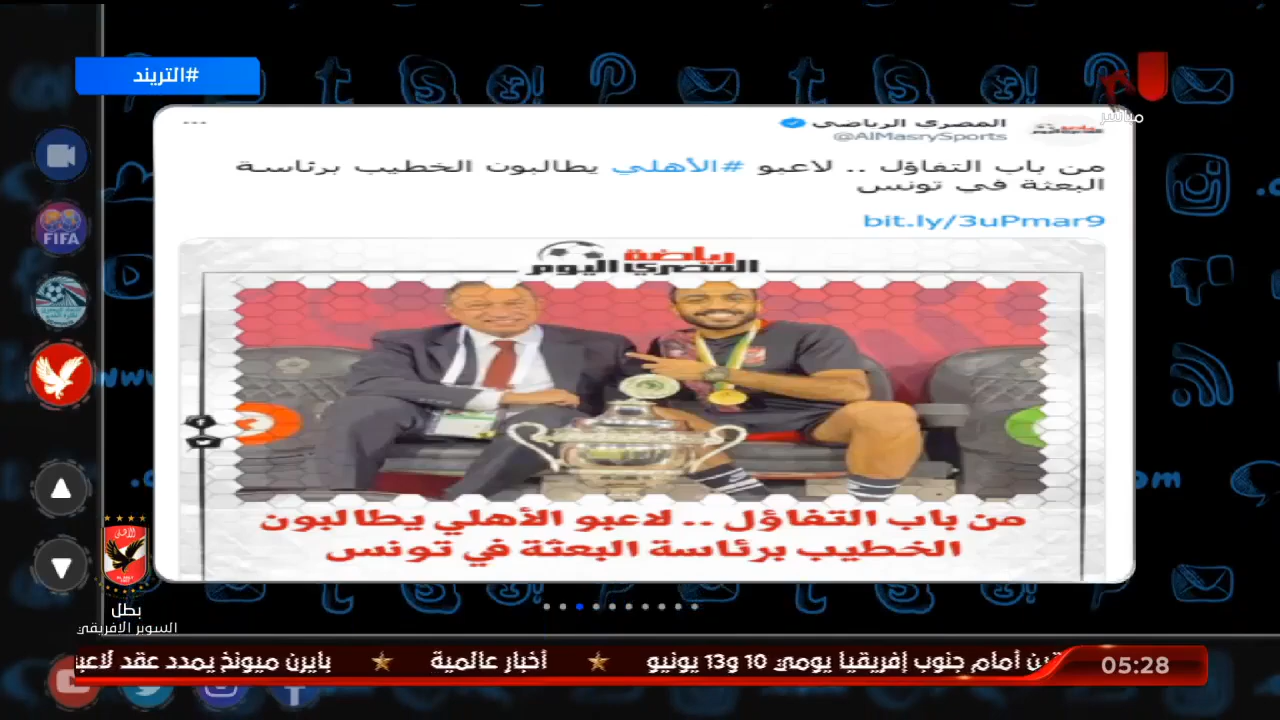 #التريند
مباشر
المصري الرياضي
@AlMasrySports
من باب التفاؤل .. لاعبو #الأهلي يطالبون الخطيب برئاسة
البعثة في تونس
bit.ly/3uPmar9
رياضة
المصري اليوم
من باب التفاؤل .. لاعبو الأهلي يطالبون
الخطيب برئاسة البعثة في تونس
FIFA
بطل
السوبر الافريقي
أمام جنوب إفريقيا يومي 10 و13 يونيو ★ أخبار عالمية ★ بايرن ميونخ يمدد عقد
05:28